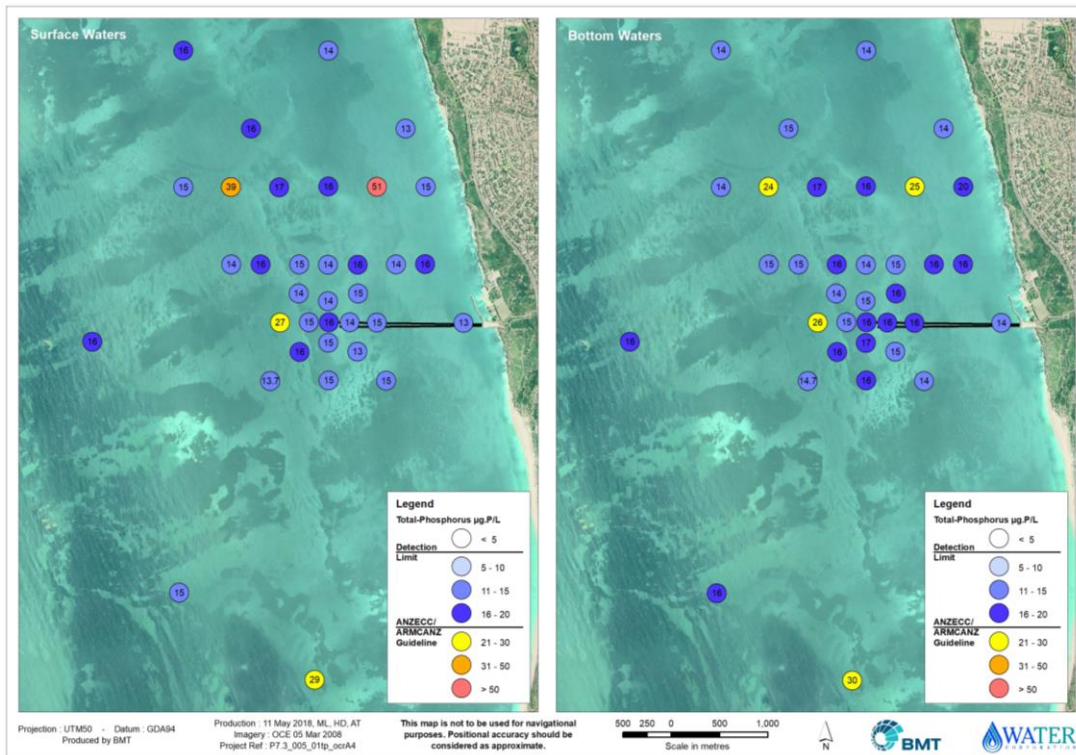 Surface Waters
16
14
16
13
15
39
17
16
51
15
14
16
15
14
16
14
16
14
14
15
27
15
16
14
15
13
16
15
16
13
13.7
15
15
15
29
Legend
Total-Phosphorus µg.P/L
< 5
Detection
Limit
5 - 10
11 - 15
16 - 20
ANZECC/
ARMCANZ
Guideline
21 - 30
31 - 50
> 50
Bottom Waters
14
14
15
14
14
24
17
16
25
20
15
15
16
14
15
16
16
14
15
16
26
15
16
16
16
14
16
17
16
15
14.7
16
14
16
30
Legend
Total-Phosphorus µg.P/L
< 5
Detection
Limit
5 - 10
11 - 15
16 - 20
ANZECC/
ARMCANZ
Guideline
21 - 30
31 - 50
> 50
Projection : UTM50 - Datum : GDA94
Produced by BMT
Production : 11 May 2018, ML, HD, AT
Imagery : OCE 05 Mar 2008
Project Ref : P7.3_005_01tp_ocrA4
This map is not to be used for navigational
purposes. Positional accuracy should be
considered as approximate.
500 250 0 500 1,000
Scale in metres
N
BMT
WATER
CORPORATION